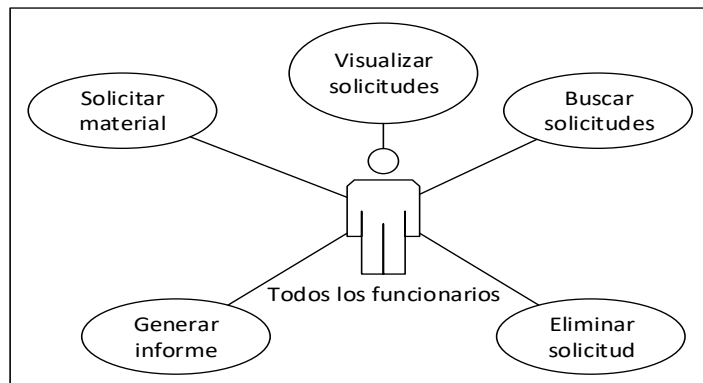 Visualizar
solicitudes
Solicitar
material
Buscar
solicitudes
Todos los funcionarios
Generar
informe
Eliminar
solicitud